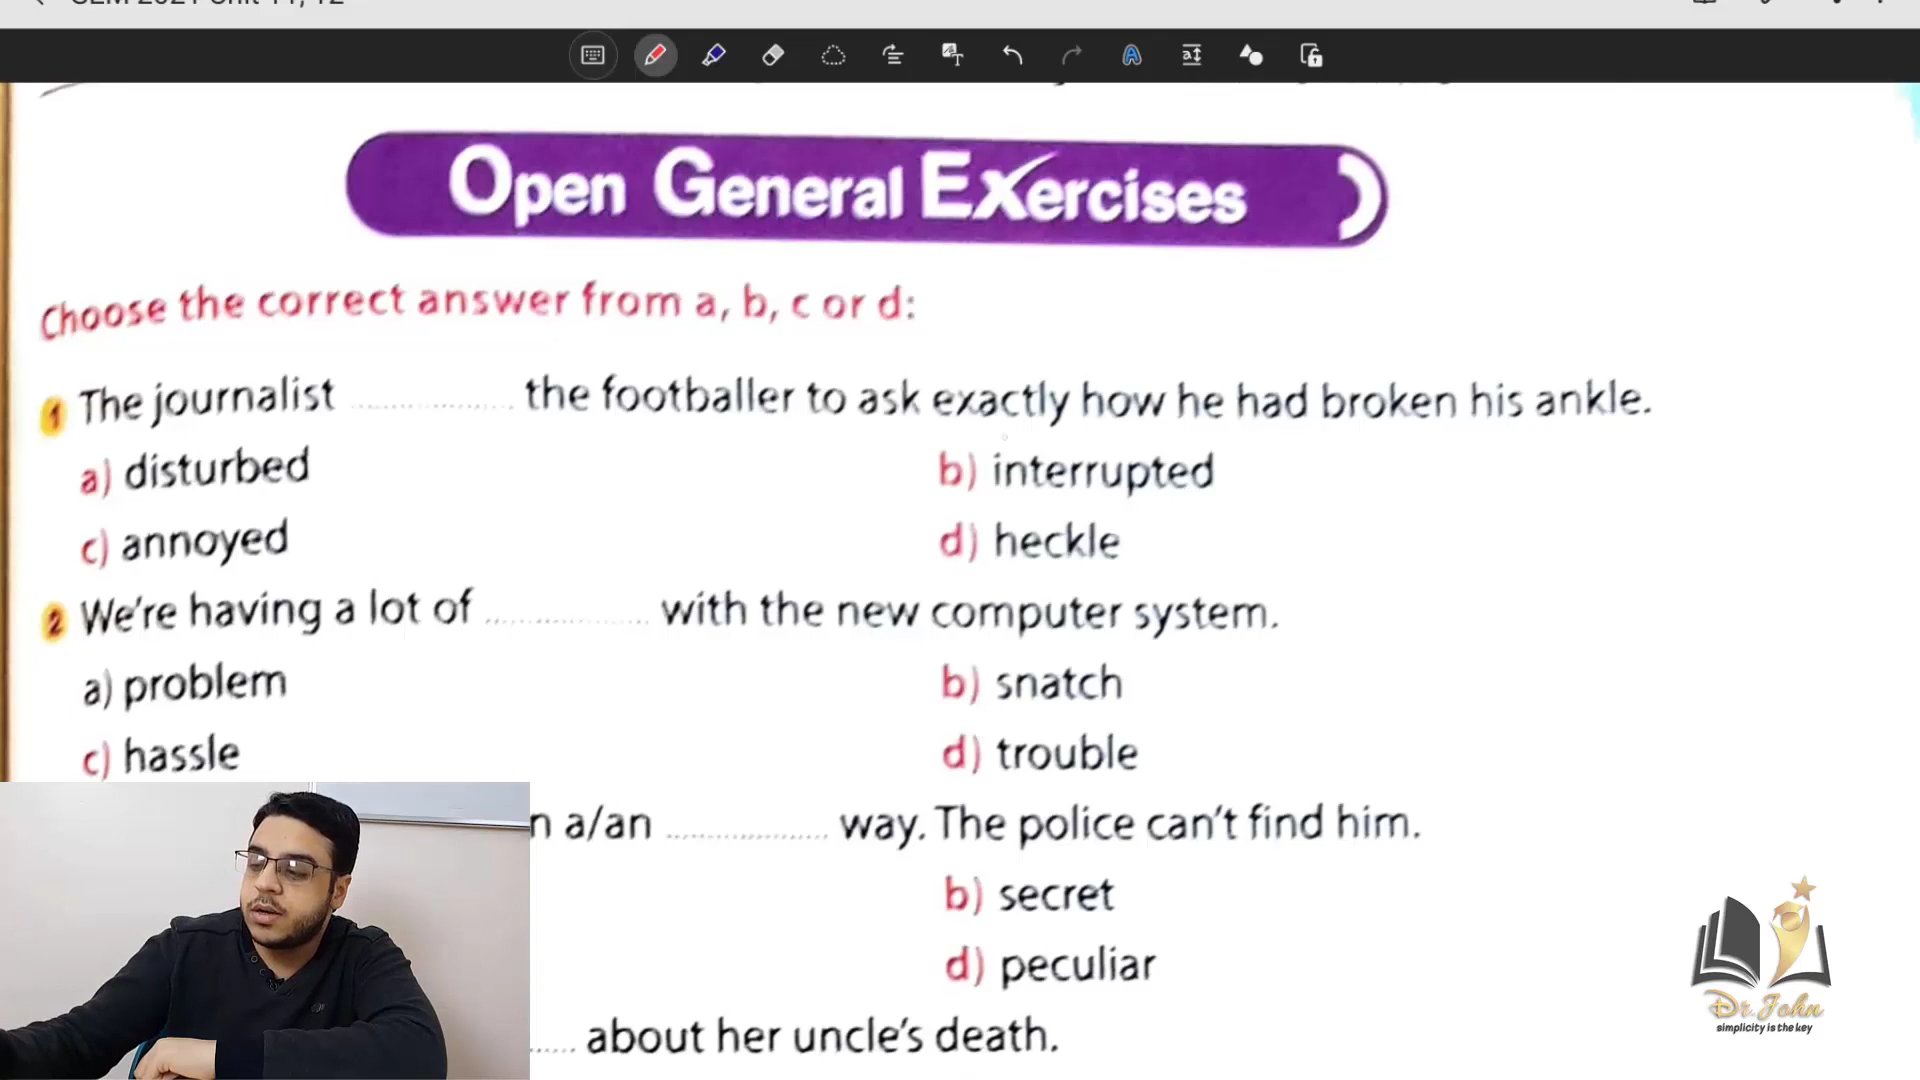 Open General Exercises
Choose the correct answer from a, b, c or d:
1 The journalist ................ the footballer to ask exactly how he had broken his ankle.
a) disturbed
b) interrupted
c) annoyed
d) heckle
2 We're having a lot of ................ with the new computer system.
a) problem
b) snatch
c) hassle
d) trouble
n a/an ................ way. The police can't find him.
b) secret
d) peculiar
...... about her uncle's death.
Dr. John
simplicity is the key